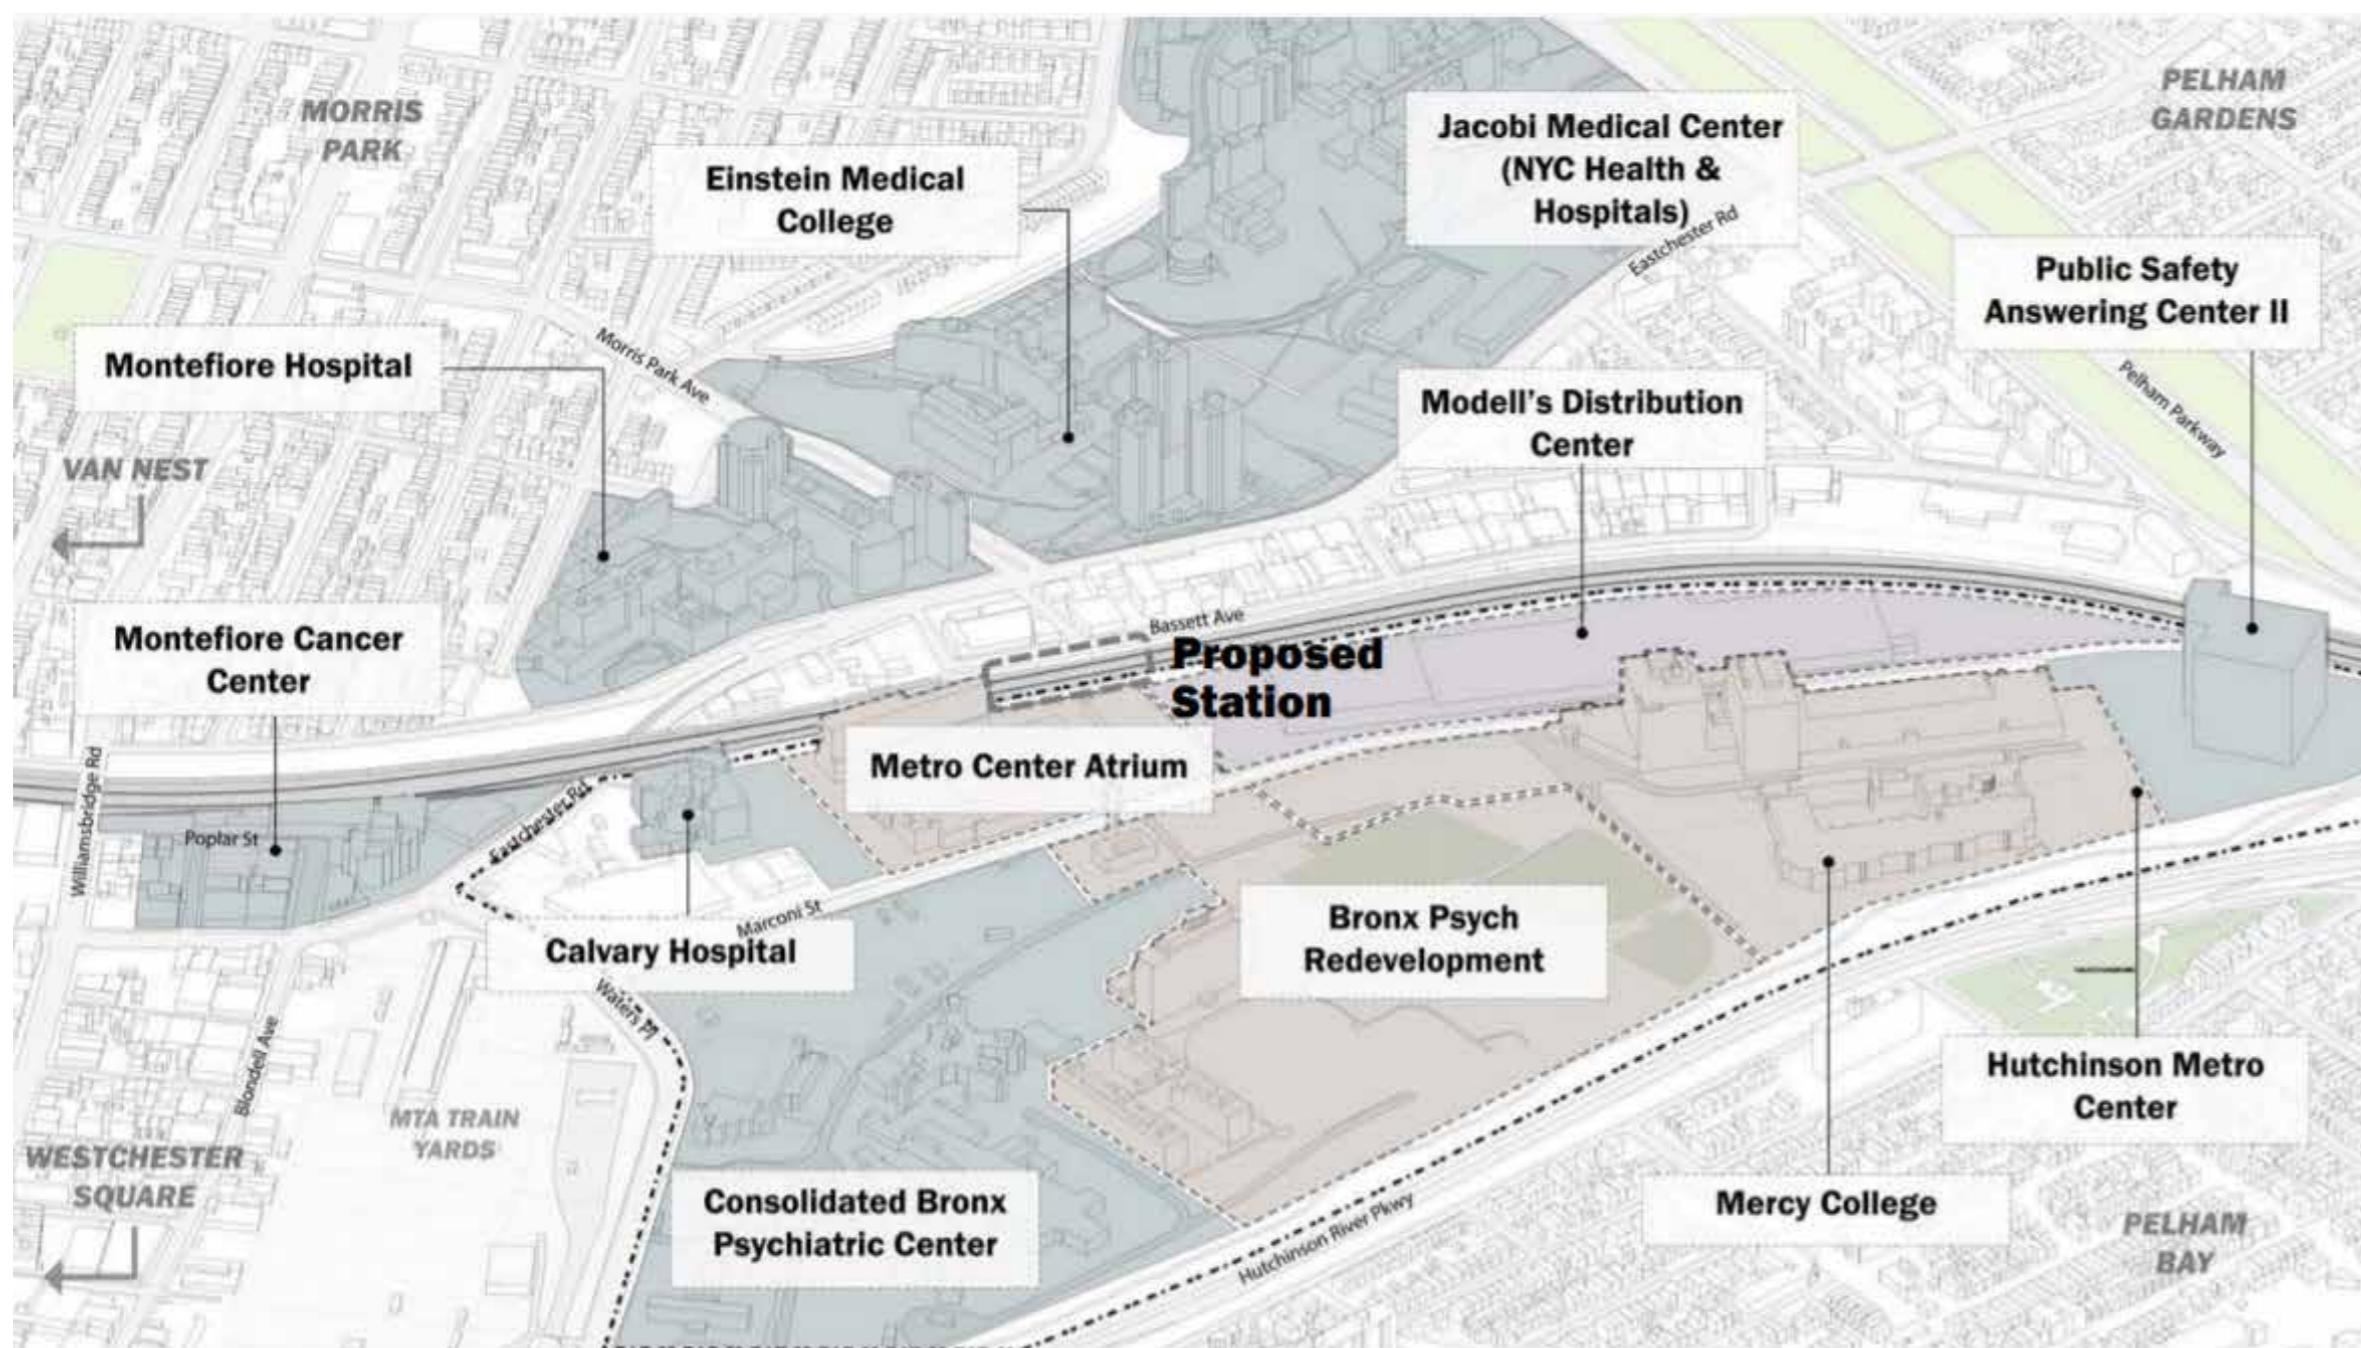 MORRIS
PARK
PELHAM
GARDENS
Einstein Medical
College
Jacobi Medical Center
(NYC Health &
Hospitals)
Eastchester Rd
Public Safety
Answering Center II
Montefiore Hospital
Morris Park Ave
Modell's Distribution
Center
Pelham Parkway
VAN NEST
Montefiore Cancer
Center
Bassett Ave
Proposed
Station
Metro Center Atrium
Williamsbridge Rd
Poplar St
Eastchester Rd
Marconi St
Calvary Hospital
Bronx Psych
Redevelopment
Waters Pl
Blondell Ave
MTA TRAIN
YARDS
Hutchinson Metro
Center
WESTCHESTER
SQUARE
Consolidated Bronx
Psychiatric Center
Hutchinson River Pkwy
Mercy College
PELHAM
BAY